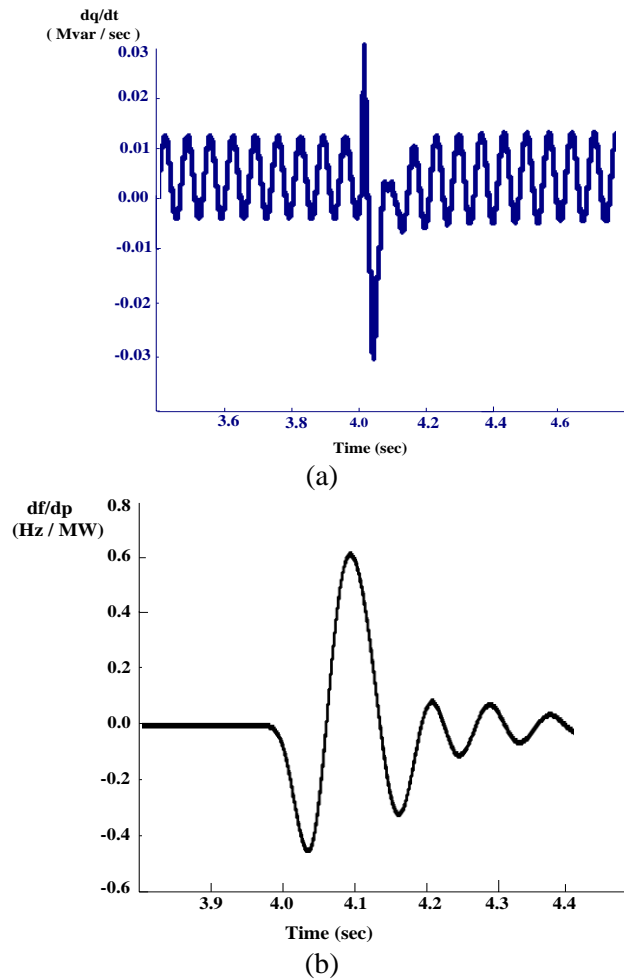 dq/dt
( Mvar / sec )
0.03
0.02
0.01
0.00
-0.01
-0.02
-0.03
3.6 3.8 4.0 4.2 4.4 4.6
Time (sec)
(a)
df/dp
(Hz / MW)
0.8
0.6
0.4
0.2
0.0
-0.2
-0.4
-0.6
3.9 4.0 4.1 4.2 4.3 4.4
Time (sec)
(b)